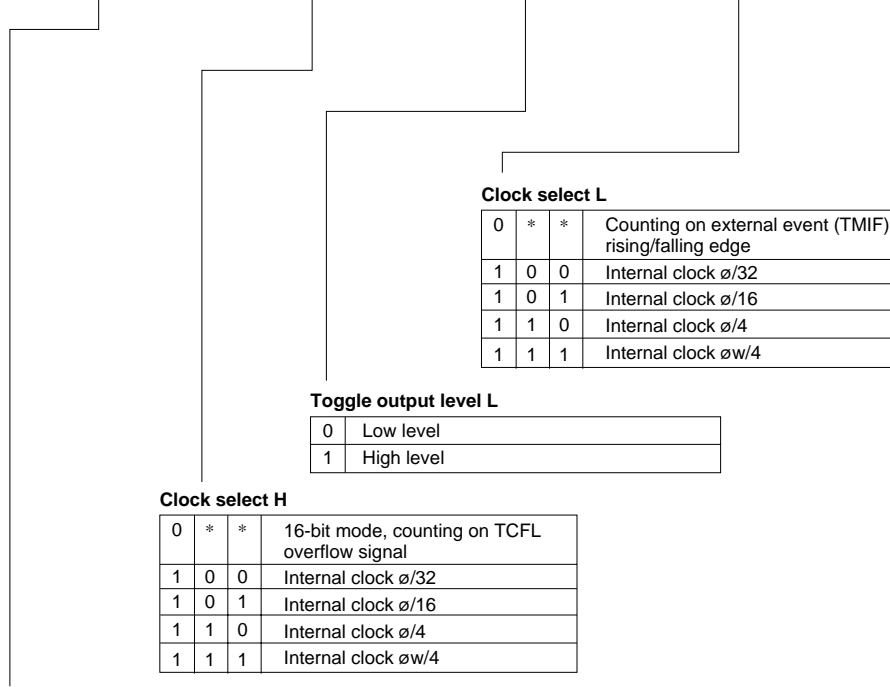 Clock select L
0 * * Counting on external event (TMIF)
rising/falling edge
1 0 0 Internal clock ø/32
1 0 1 Internal clock ø/16
1 1 0 Internal clock ø/4
1 1 1 Internal clock øw/4
Toggle output level L
0 Low level
1 High level
Clock select H
0 * * 16-bit mode, counting on TCFL
overflow signal
1 0 0 Internal clock ø/32
1 0 1 Internal clock ø/16
1 1 0 Internal clock ø/4
1 1 1 Internal clock øw/4